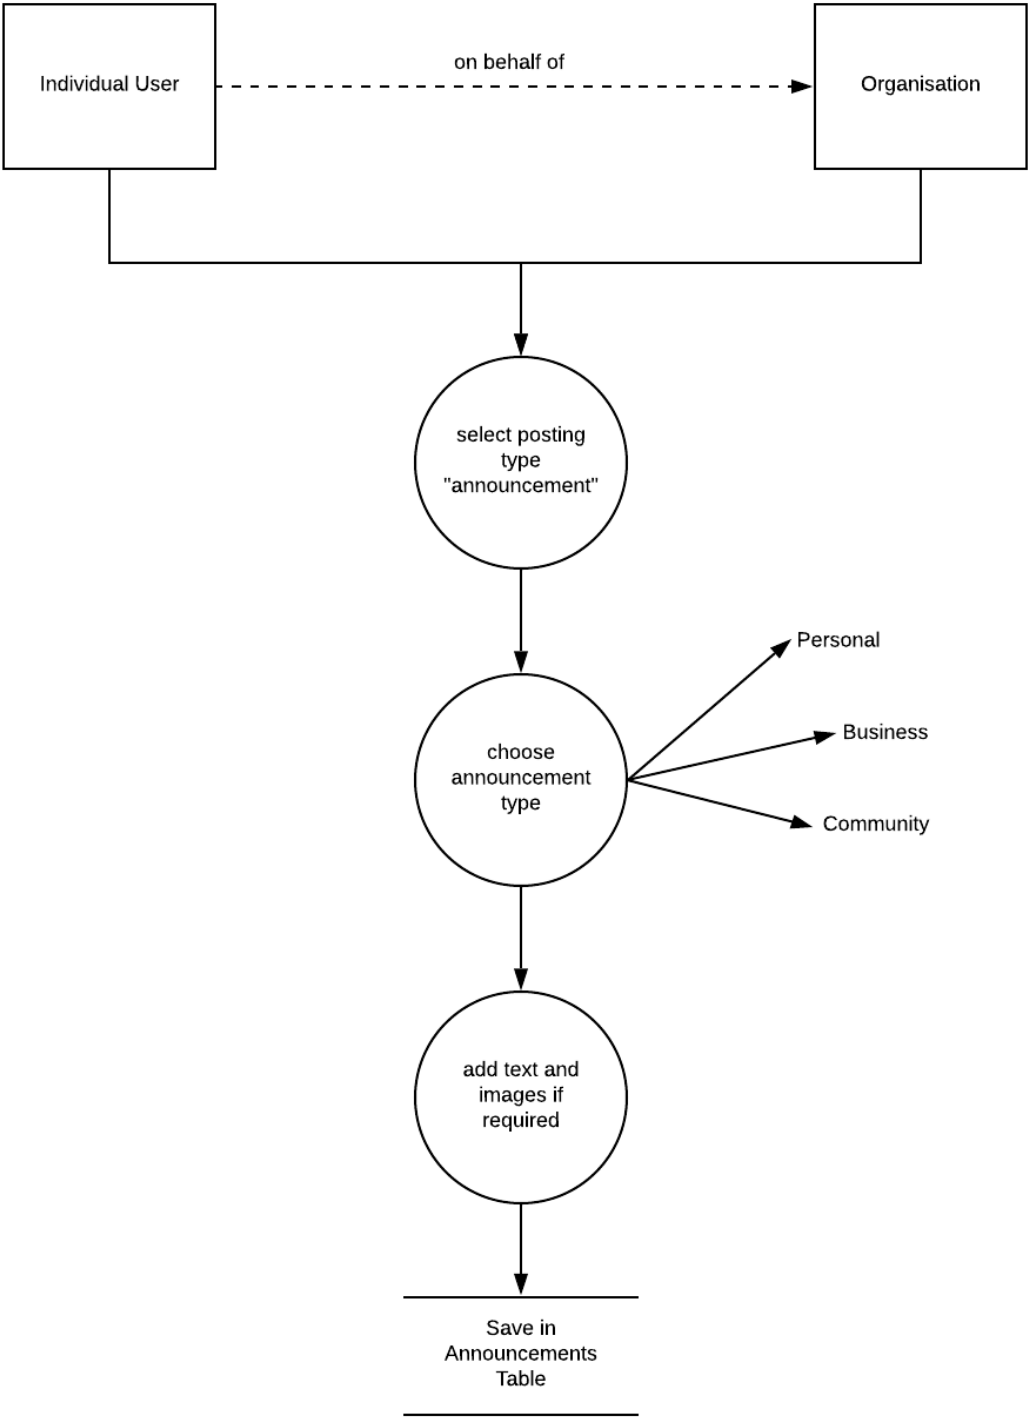 Individual User
on behalf of
Organisation
select posting
type
"announcement"
choose
announcement
type
Personal
Business
Community
add text and
images if
required
Save in
Announcements
Table